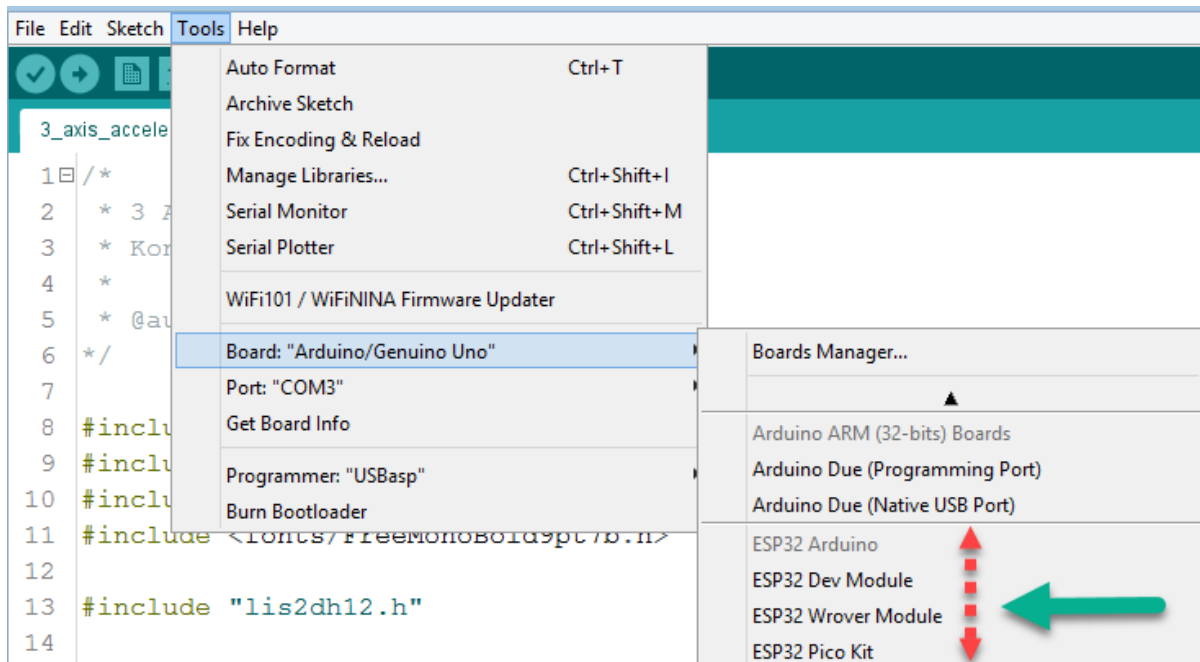 File Edit Sketch Tools Help
Auto Format Ctrl+T
Archive Sketch
Fix Encoding & Reload
Manage Libraries... Ctrl+Shift+I
Serial Monitor Ctrl+Shift+M
Serial Plotter Ctrl+Shift+L
WiFi101 / WiFiNINA Firmware Updater
Board: "Arduino/Genuino Uno"
Port: "COM3"
Get Board Info
Programmer: "USBasp"
Burn Bootloader
Boards Manager...
Arduino ARM (32-bits) Boards
Arduino Due (Programming Port)
Arduino Due (Native USB Port)
ESP32 Arduino
ESP32 Dev Module
ESP32 Wrover Module
ESP32 Pico Kit
3_axis_accele
1 /*
2 * 3
3 * Kor
4 *
5 * @au
6 */
7
8 #inclu
9 #inclu
10 #inclu
11 #include <fonts/FreeMonoBold9pt7b.h>
12
13 #include "lis2dh12.h"
14